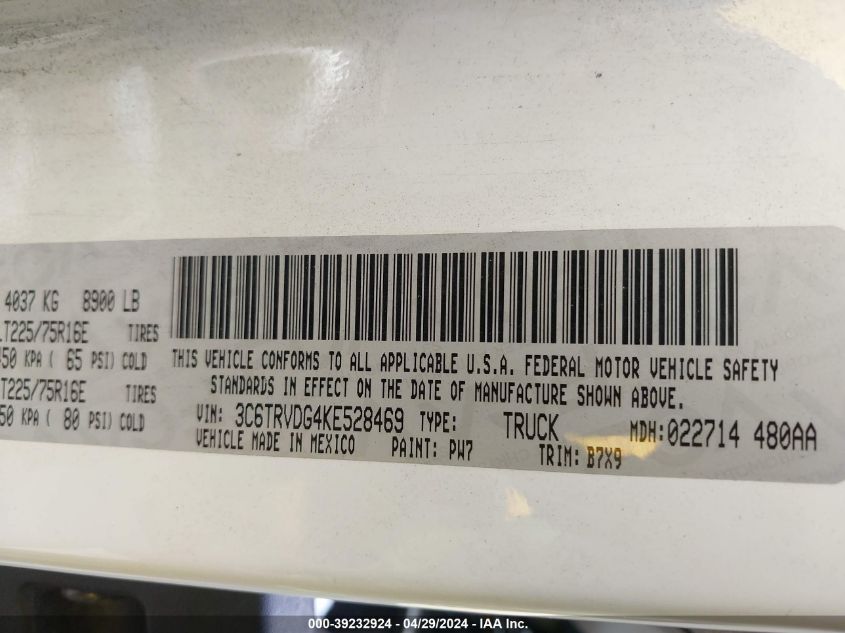 4037 KG 8900 LB
LT225/75R16E TIRES
450 KPA ( 65 PSI) COLD
T225/75R16E TIRES
50 KPA ( 80 PSI) COLD
THIS VEHICLE CONFORMS TO ALL APPLICABLE U.S.A. FEDERAL MOTOR VEHICLE SAFETY
STANDARDS IN EFFECT ON THE DATE OF MANUFACTURE SHOWN ABOVE.
VIN: 3C6TRVDG4KE528469 TYPE: TRUCK MDH:022714 480AA
VEHICLE MADE IN MEXICO PAINT: PW7 TRIM: B7X9
000-39232924 / 04/29/2024 - IAA Inc.